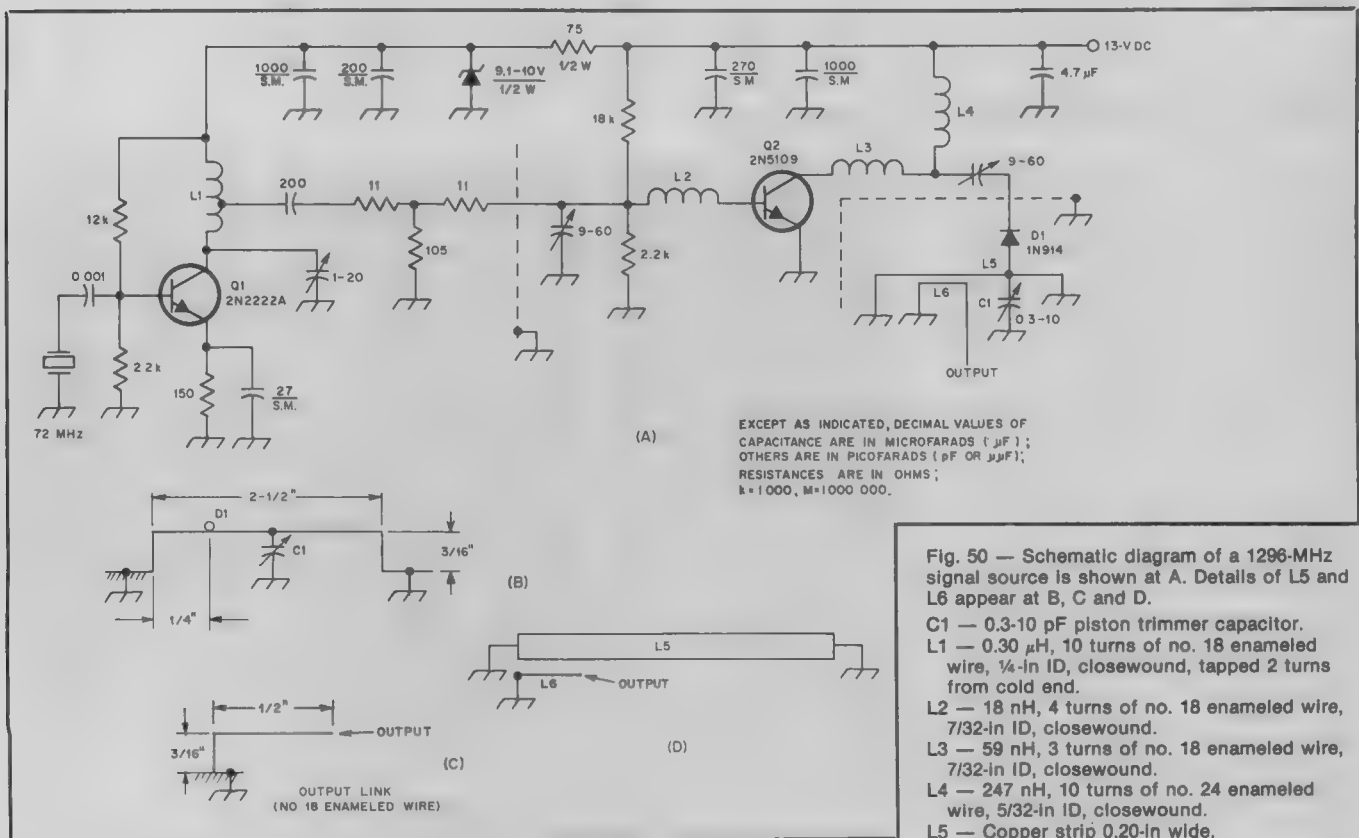 75
1/2 W
13-V DC
1000
S.M.
200
S.M.
9.1-10V
1/2 W
270
S M
1000
S.M
4.7 µF
18k
L4
Q2
2N5109
L3
9-60
L2
L1
200
11
11
12k
105
9-60
2.2k
1-20
D1
1N914
L5
L6
C1
0 3-10
OUTPUT
0 001
Q1
2N2222A
2 2 k
150
27
S.M.
72 MHz
(A)
EXCEPT AS INDICATED, DECIMAL VALUES OF
CAPACITANCE ARE IN MICROFARADS ( µF ) ;
OTHERS ARE IN PICOFARADS ( pF OR µµF);
RESISTANCES ARE IN OHMS ;
k=1000, M=1000 000.
2-1/2"
D1
C1
3/16"
1/4"
(B)
L5
L6
OUTPUT
(D)
1/2"
OUTPUT
3/16"
(C)
OUTPUT LINK
(NO 18 ENAMELED WIRE)
Fig. 50 — Schematic diagram of a 1296-MHz
signal source is shown at A. Details of L5 and
L6 appear at B, C and D.
C1 — 0.3-10 pF piston trimmer capacitor.
L1 — 0.30 µH, 10 turns of no. 18 enameled
wire, ¼-in ID, closewound, tapped 2 turns
from cold end.
L2 — 18 nH, 4 turns of no. 18 enameled wire,
7/32-in ID, closewound.
L3 — 59 nH, 3 turns of no. 18 enameled wire,
7/32-in ID, closewound.
L4 — 247 nH, 10 turns of no. 24 enameled
wire, 5/32-in ID, closewound.
L5 — Copper strip 0.20-in wide.